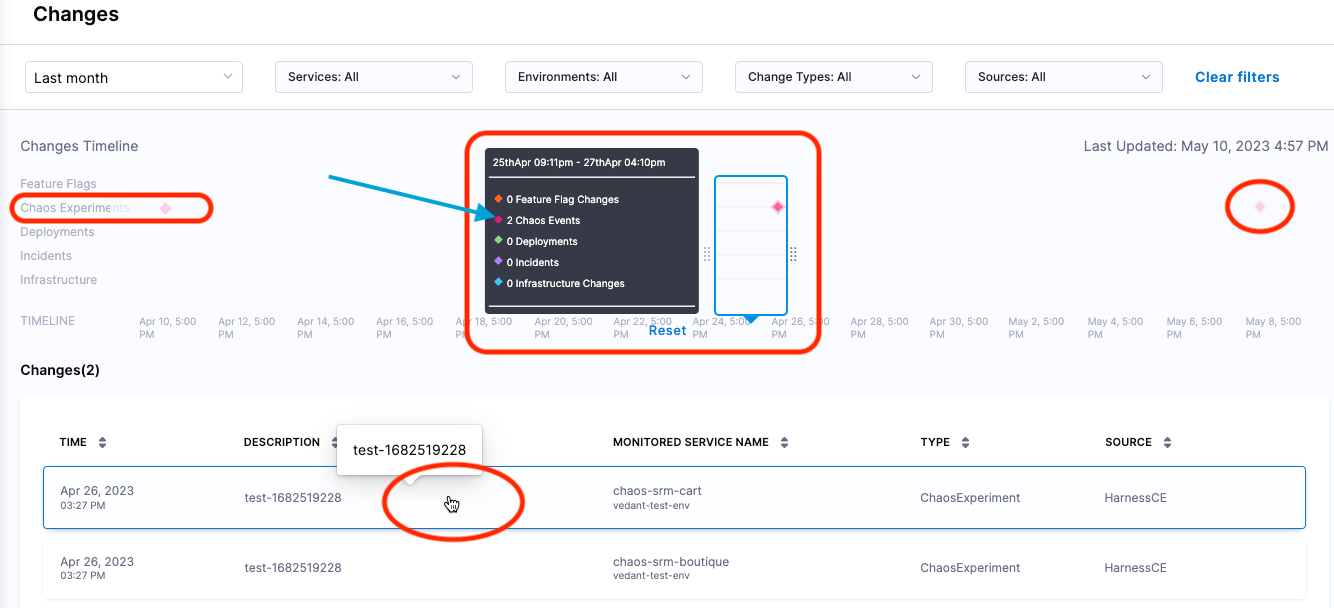 Changes
Last month
Services: All
Environments: All
Change Types: All
Sources: All
Clear filters
Changes Timeline
Last Updated: May 10, 2023 4:57 PM
25thApr 09:11pm - 27thApr 04:10pm
0 Feature Flag Changes
2 Chaos Events
0 Deployments
0 Incidents
0 Infrastructure Changes
Feature Flags
Chaos Experiments
Deployments
Incidents
Infrastructure
TIMELINE
Apr 10, 5:00
PM
Apr 12, 5:00
PM
Apr 14, 5:00
PM
Apr 16, 5:00
PM
Apr 18, 5:00
PM
Apr 20, 5:00
PM
Apr 22, 5:00
PM
Apr 24, 5:00
PM
Apr 26, 5:00
PM
Apr 28, 5:00
PM
Apr 30, 5:00
PM
May 2, 5:00
PM
May 4, 5:00
PM
May 6, 5:00
PM
May 8, 5:00
PM
Reset
Changes(2)
TIME
DESCRIPTION
MONITORED SERVICE NAME
TYPE
SOURCE
test-1682519228
Apr 26, 2023
03:27 PM
test-1682519228
chaos-srm-cart
vedant-test-env
ChaosExperiment
HarnessCE
Apr 26, 2023
03:27 PM
test-1682519228
chaos-srm-boutique
vedant-test-env
ChaosExperiment
HarnessCE